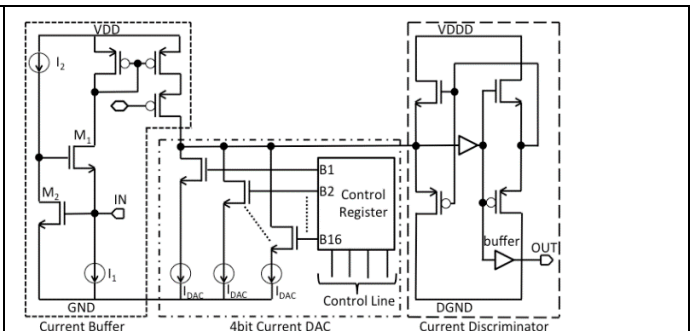 VDD
VDDD
I2
M1
M2
IN
I1
GND
B1
B2
B16
Control
Register
IDAC
IDAC
IDAC
Control Line
buffer
OUT
DGND
Current Buffer
4bit Current DAC
Current Discriminator